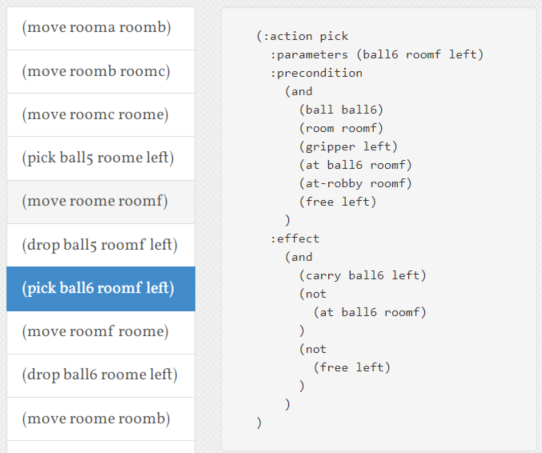 (move rooma roomb)
(move roomb roomc)
(move roomc roome)
(pick ball5 roome left)
(move roome roomf)
(drop ball5 roomf left)
(pick ball6 roomf left)
(move roomf roome)
(drop ball6 roome left)
(move roome roomb)
(:action pick
  :parameters (ball6 roomf left)
  :precondition
    (and
      (ball ball6)
      (room roomf)
      (gripper left)
      (at ball6 roomf)
      (at-robby roomf)
      (free left)
    )
  :effect
    (and
      (carry ball6 left)
      (not
        (at ball6 roomf)
      )
      (not
        (free left)
      )
    )
)